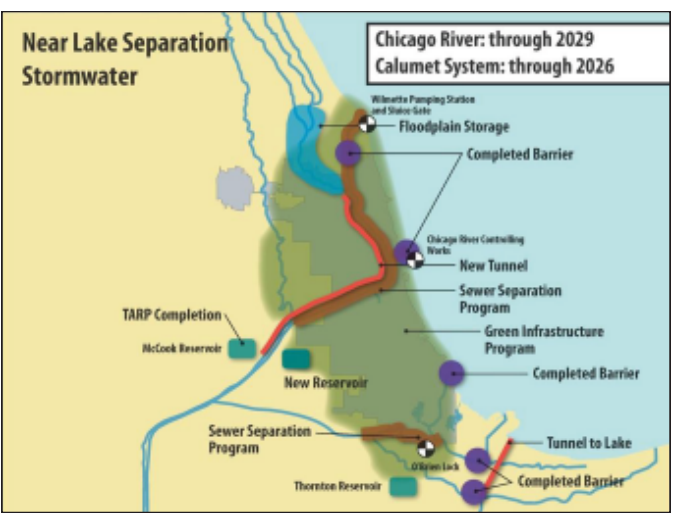 Near Lake Separation
Stormwater
Chicago River: through 2029
Calumet System: through 2026
Wilmette Pumping Station
and Sluice Gate
Floodplain Storage
Completed Barrier
Chicago River Controlling
Works
New Tunnel
Sewer Separation
Program
TARP Completion
Green Infrastructure
Program
McCook Reservoir
New Reservoir
Completed Barrier
Sewer Separation
Program
Tunnel to Lake
O'Brien Lock
Thornton Reservoir
Completed Barrier